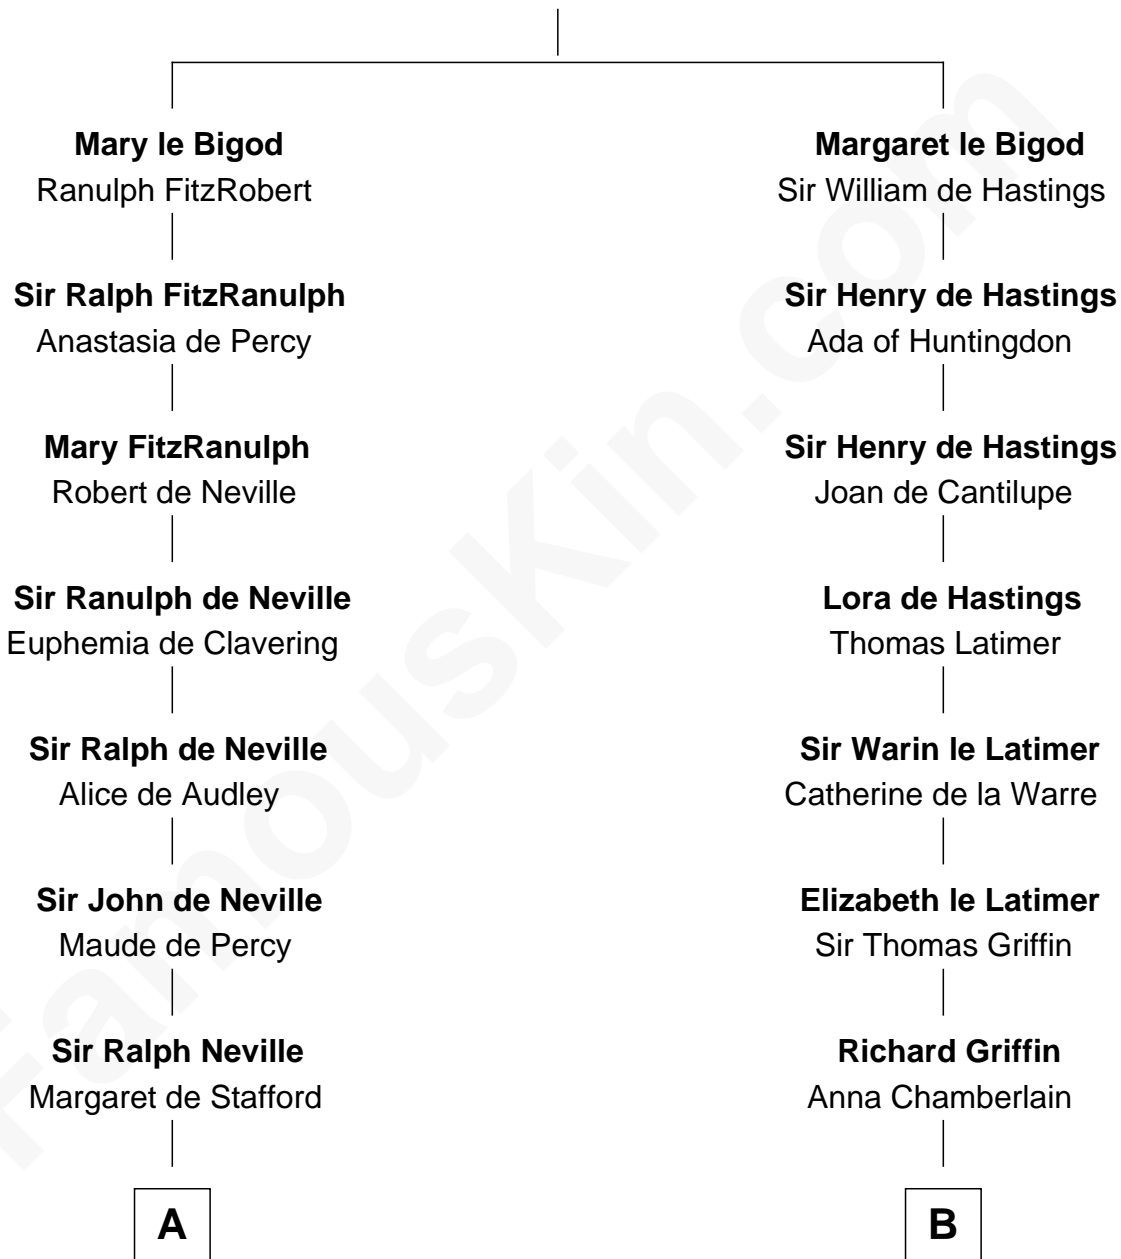 Mary le Bigod
Ranulph FitzRobert
Sir Ralph FitzRanulph
Anastasia de Percy
Mary FitzRanulph
Robert de Neville
Sir Ranulph de Neville
Euphemia de Clavering
Sir Ralph de Neville
Alice de Audley
Sir John de Neville
Maude de Percy
Sir Ralph Neville
Margaret de Stafford
A
Margaret le Bigod
Sir William de Hastings
Sir Henry de Hastings
Ada of Huntingdon
Sir Henry de Hastings
Joan de Cantilupe
Lora de Hastings
Thomas Latimer
Sir Warin le Latimer
Catherine de la Warre
Elizabeth le Latimer
Sir Thomas Griffin
Richard Griffin
Anna Chamberlain
B
FamousKin.com